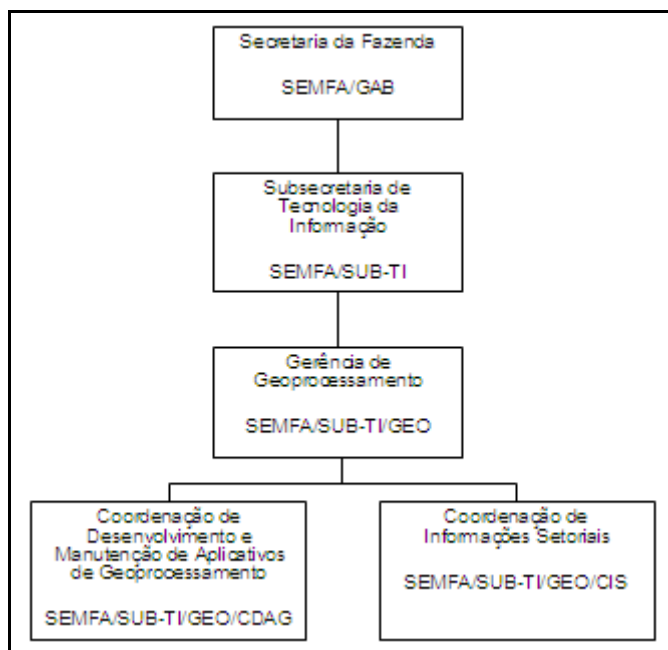 Secretaria da Fazenda
SEMFA/GAB
Subsecretaria de
Tecnologia da
Informação
SEMFA/SUB-TI
Gerência de
Geoprocessamento
SEMFA/SUB-TI/GEO
Coordenação de
Desenvolvimento e
Manutenção de Aplicativos
de Geoprocessamento
SEMFA/SUB-TI/GEO/CDAG
Coordenação de
Informações Setoriais
SEMFA/SUB-TI/GEO/CIS